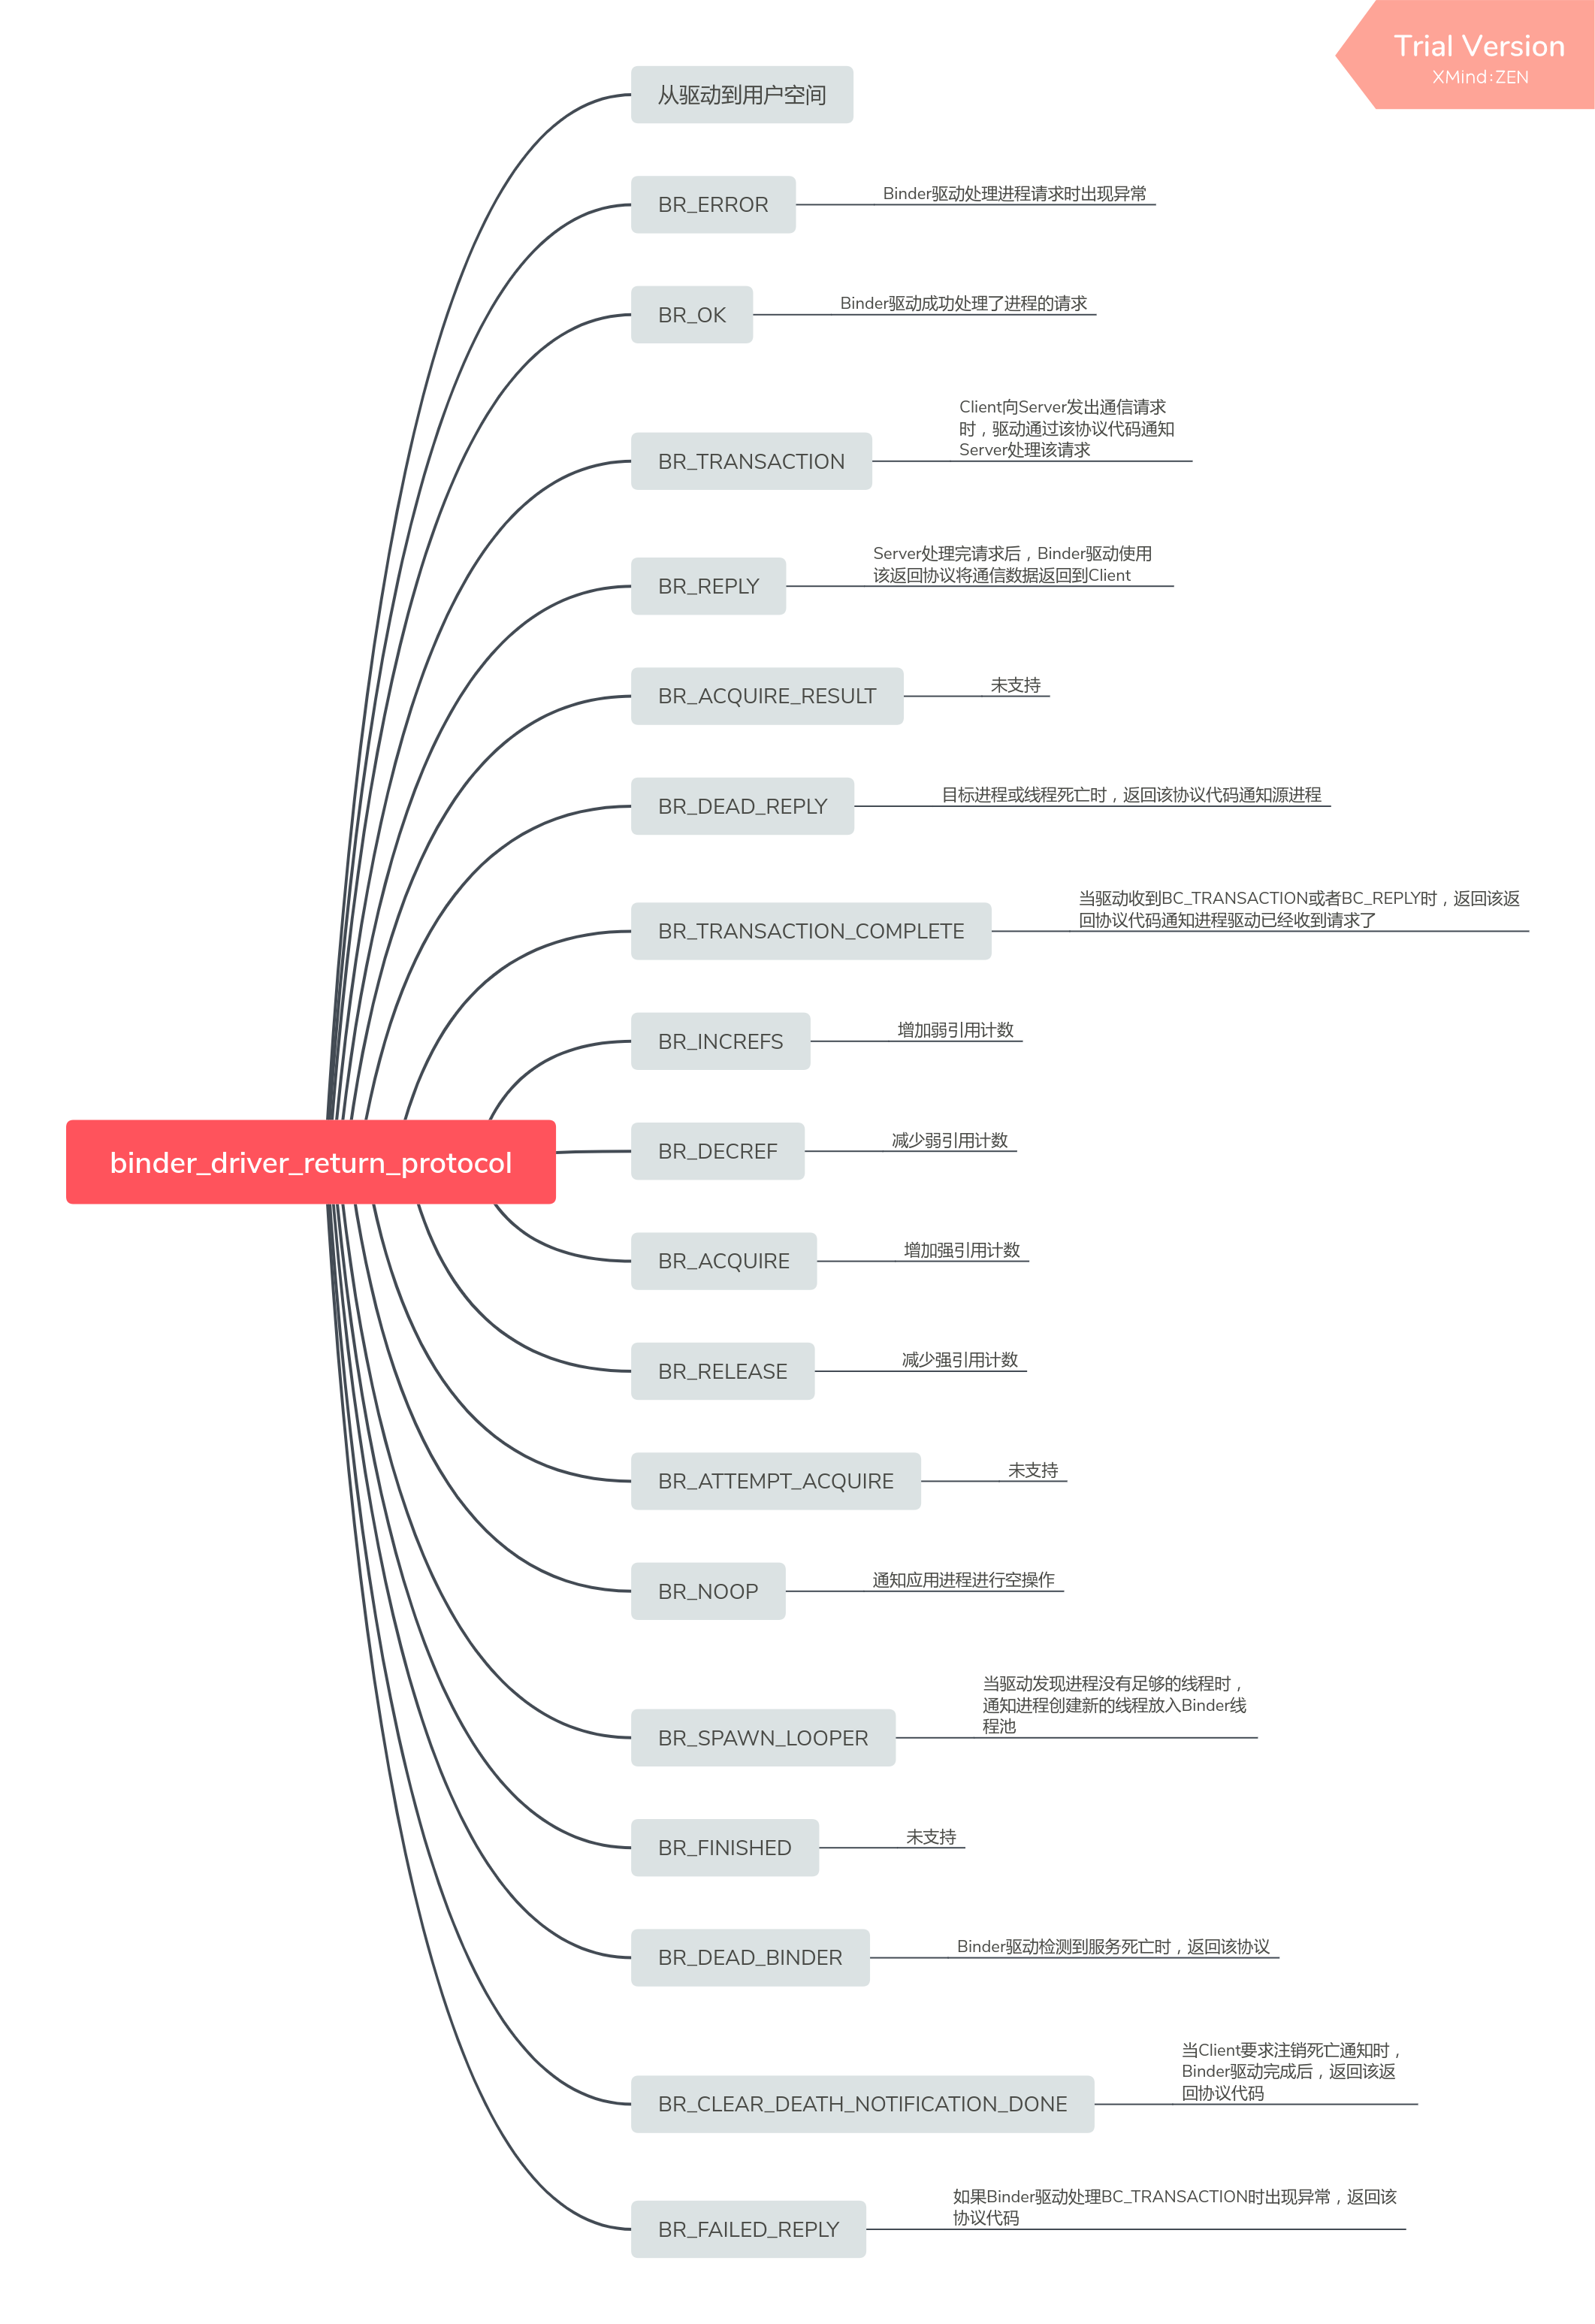 Trial Version
XMind:ZEN
从驱动到用户空间
BR_ERROR
Binder驱动处理进程请求时出现异常
BR_OK
Binder驱动成功处理了进程的请求
BR_TRANSACTION
Client向Server发出通信请求
时，驱动通过该协议代码通知
Server处理该请求
BR_REPLY
Server处理完请求后，Binder驱动使用
该返回协议将通信数据返回到Client
BR_ACQUIRE_RESULT
未支持
BR_DEAD_REPLY
目标进程或线程死亡时，返回该协议代码通知源进程
BR_TRANSACTION_COMPLETE
当驱动收到BC_TRANSACTION或者BC_REPLY时，返回该返
回协议代码通知进程驱动已经收到请求了
BR_INCREFS
增加弱引用计数
binder_driver_return_protocol
BR_DECREF
减少弱引用计数
BR_ACQUIRE
增加强引用计数
BR_RELEASE
减少强引用计数
BR_ATTEMPT_ACQUIRE
未支持
BR_NOOP
通知应用进程进行空操作
BR_SPAWN_LOOPER
当驱动发现进程没有足够的线程时，
通知进程创建新的线程放入Binder线
程池
BR_FINISHED
未支持
BR_DEAD_BINDER
Binder驱动检测到服务死亡时，返回该协议
BR_CLEAR_DEATH_NOTIFICATION_DONE
当Client要求注销死亡通知时，
Binder驱动完成后，返回该返
回协议代码
BR_FAILED_REPLY
如果Binder驱动处理BC_TRANSACTION时出现异常，返回该
协议代码